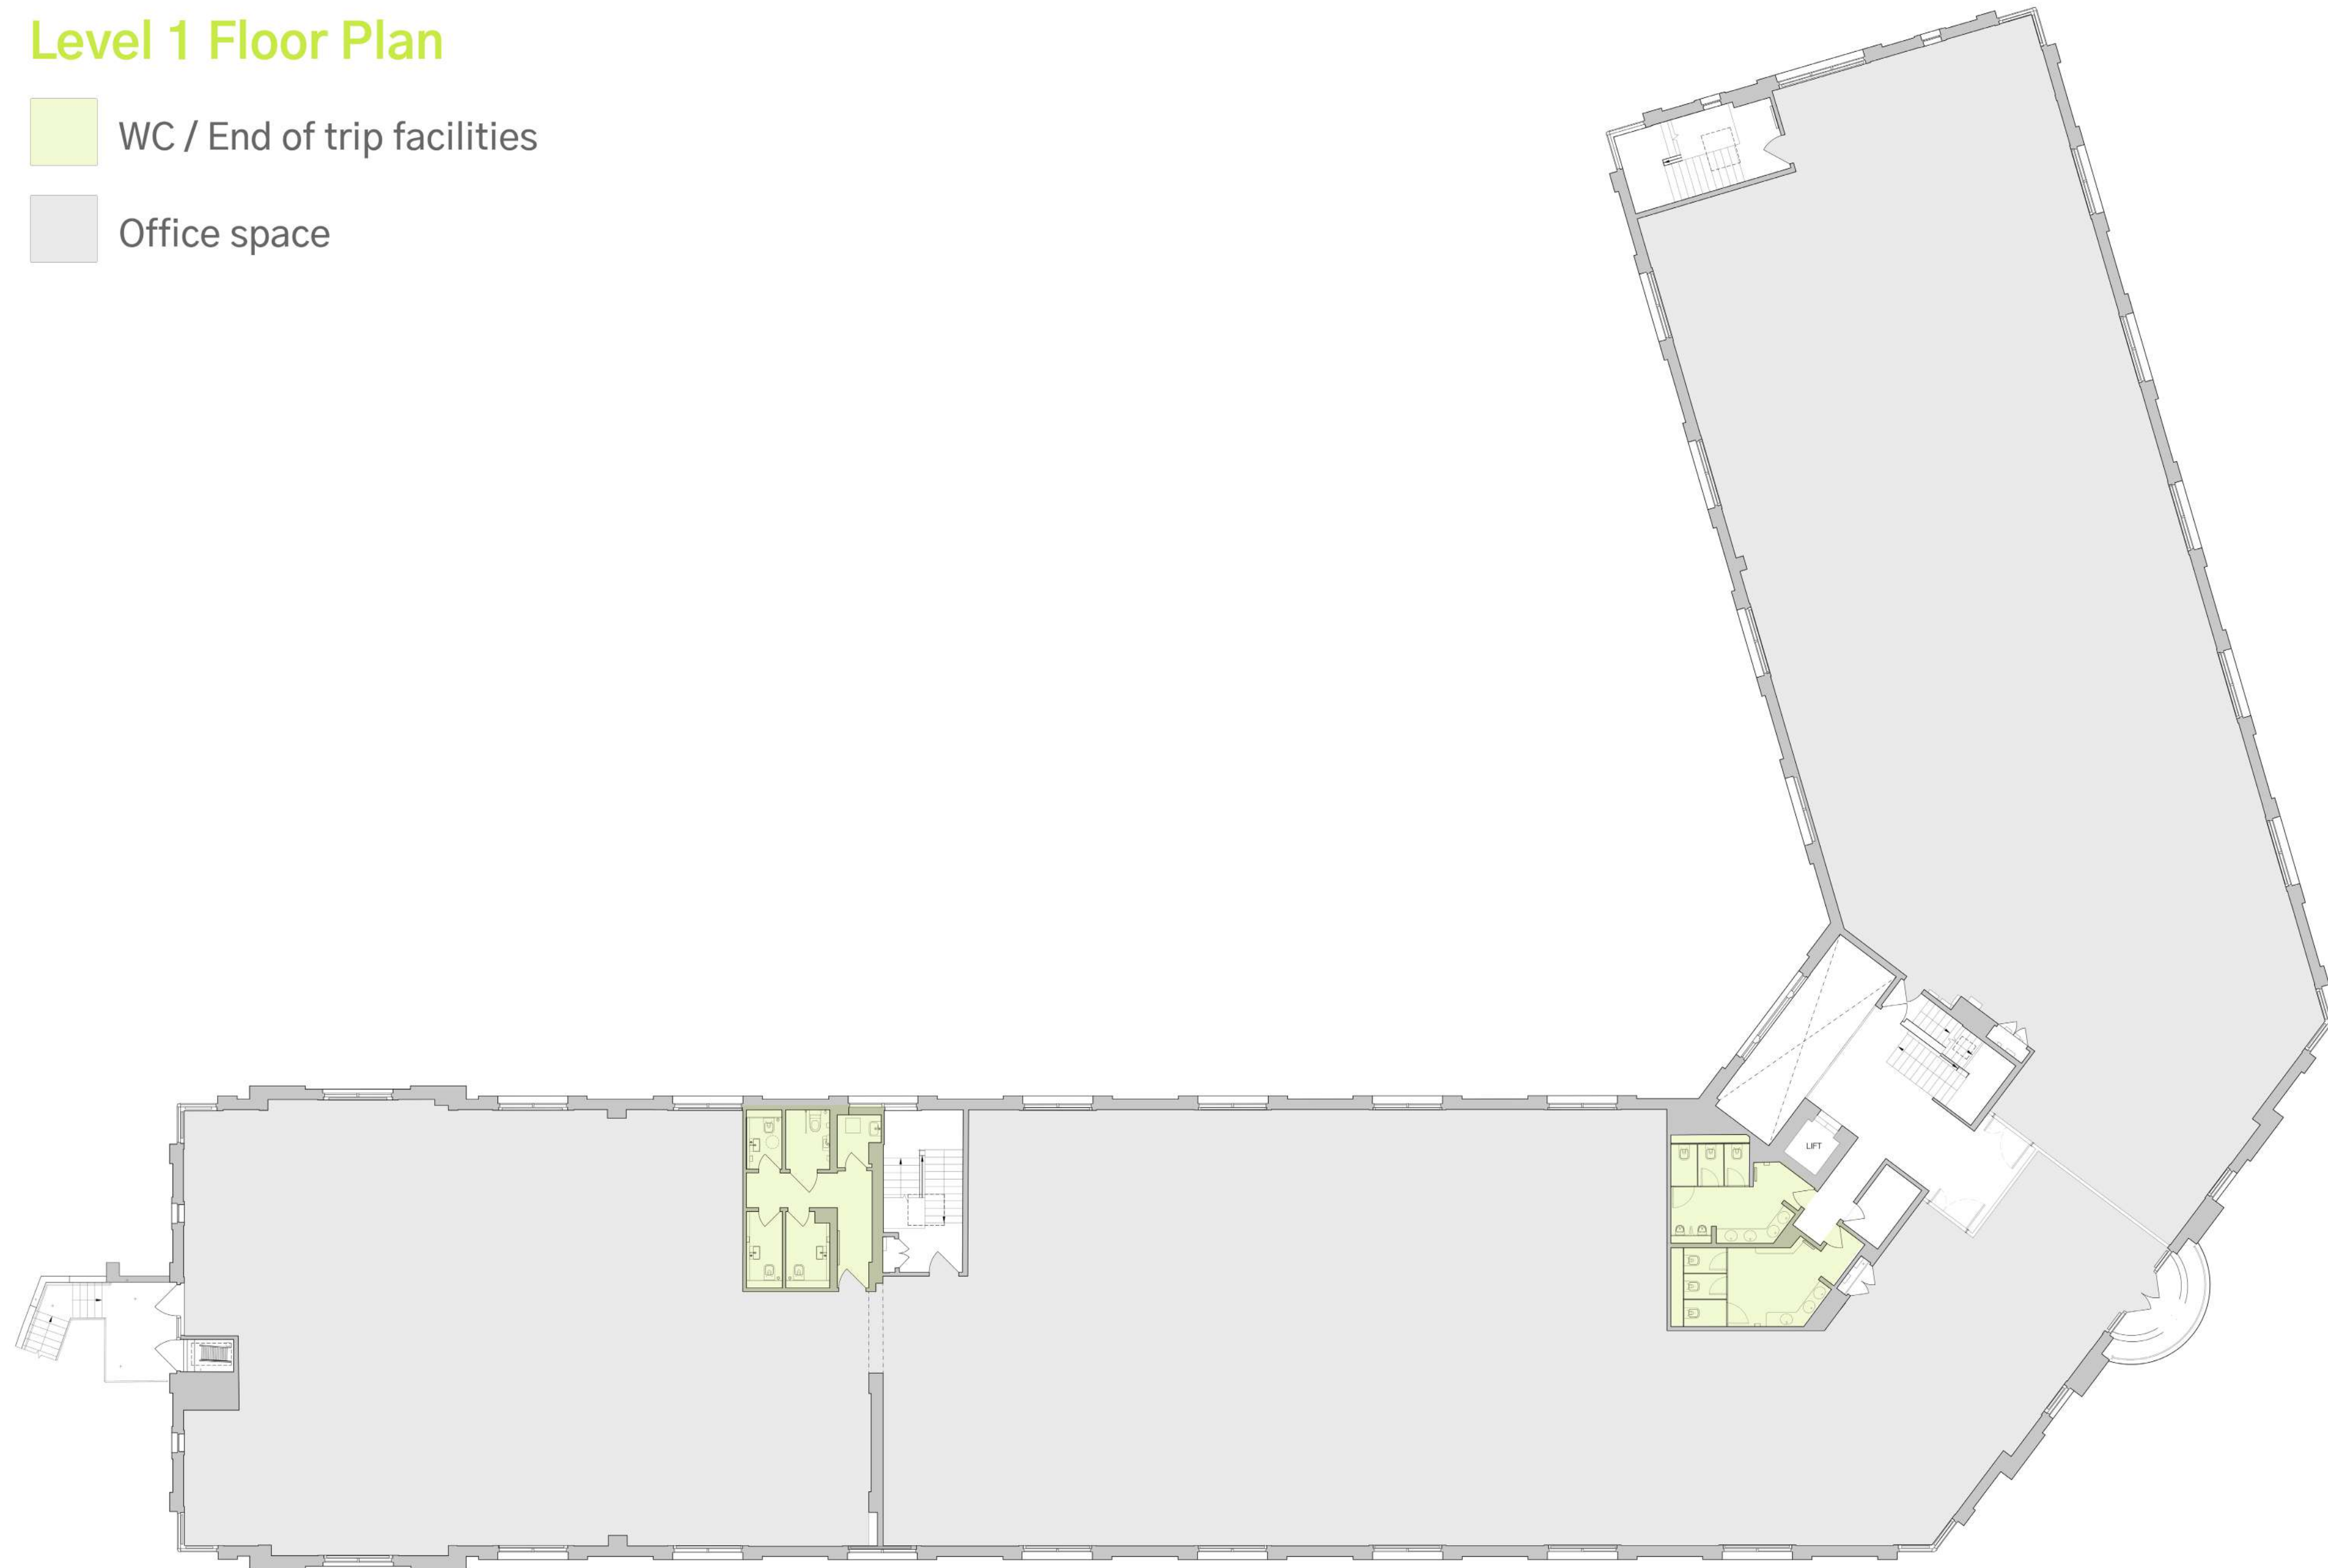 Level 1 Floor Plan
WC / End of trip facilities
Office space
LIFT